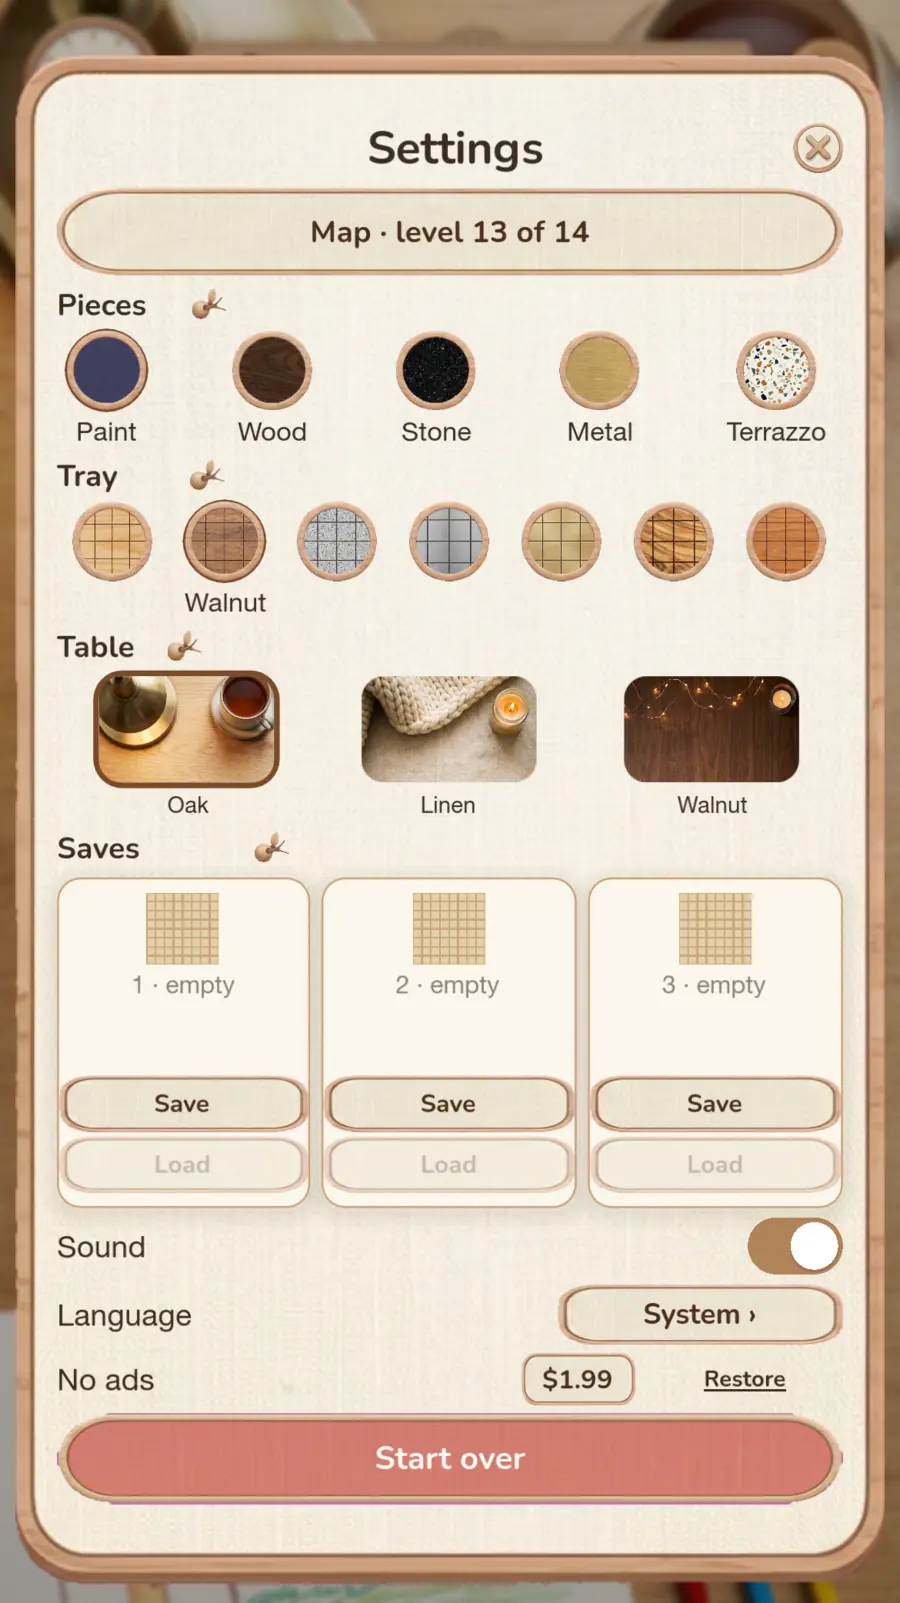 Settings
Map · level 13 of 14
Pieces
Paint Wood Stone Metal Terrazzo
Tray
Walnut
Table
Oak Linen Walnut
Saves
1 · empty 2 · empty 3 · empty
Save Save Save
Load Load Load
Sound
Language System ›
No ads $1.99 Restore
Start over